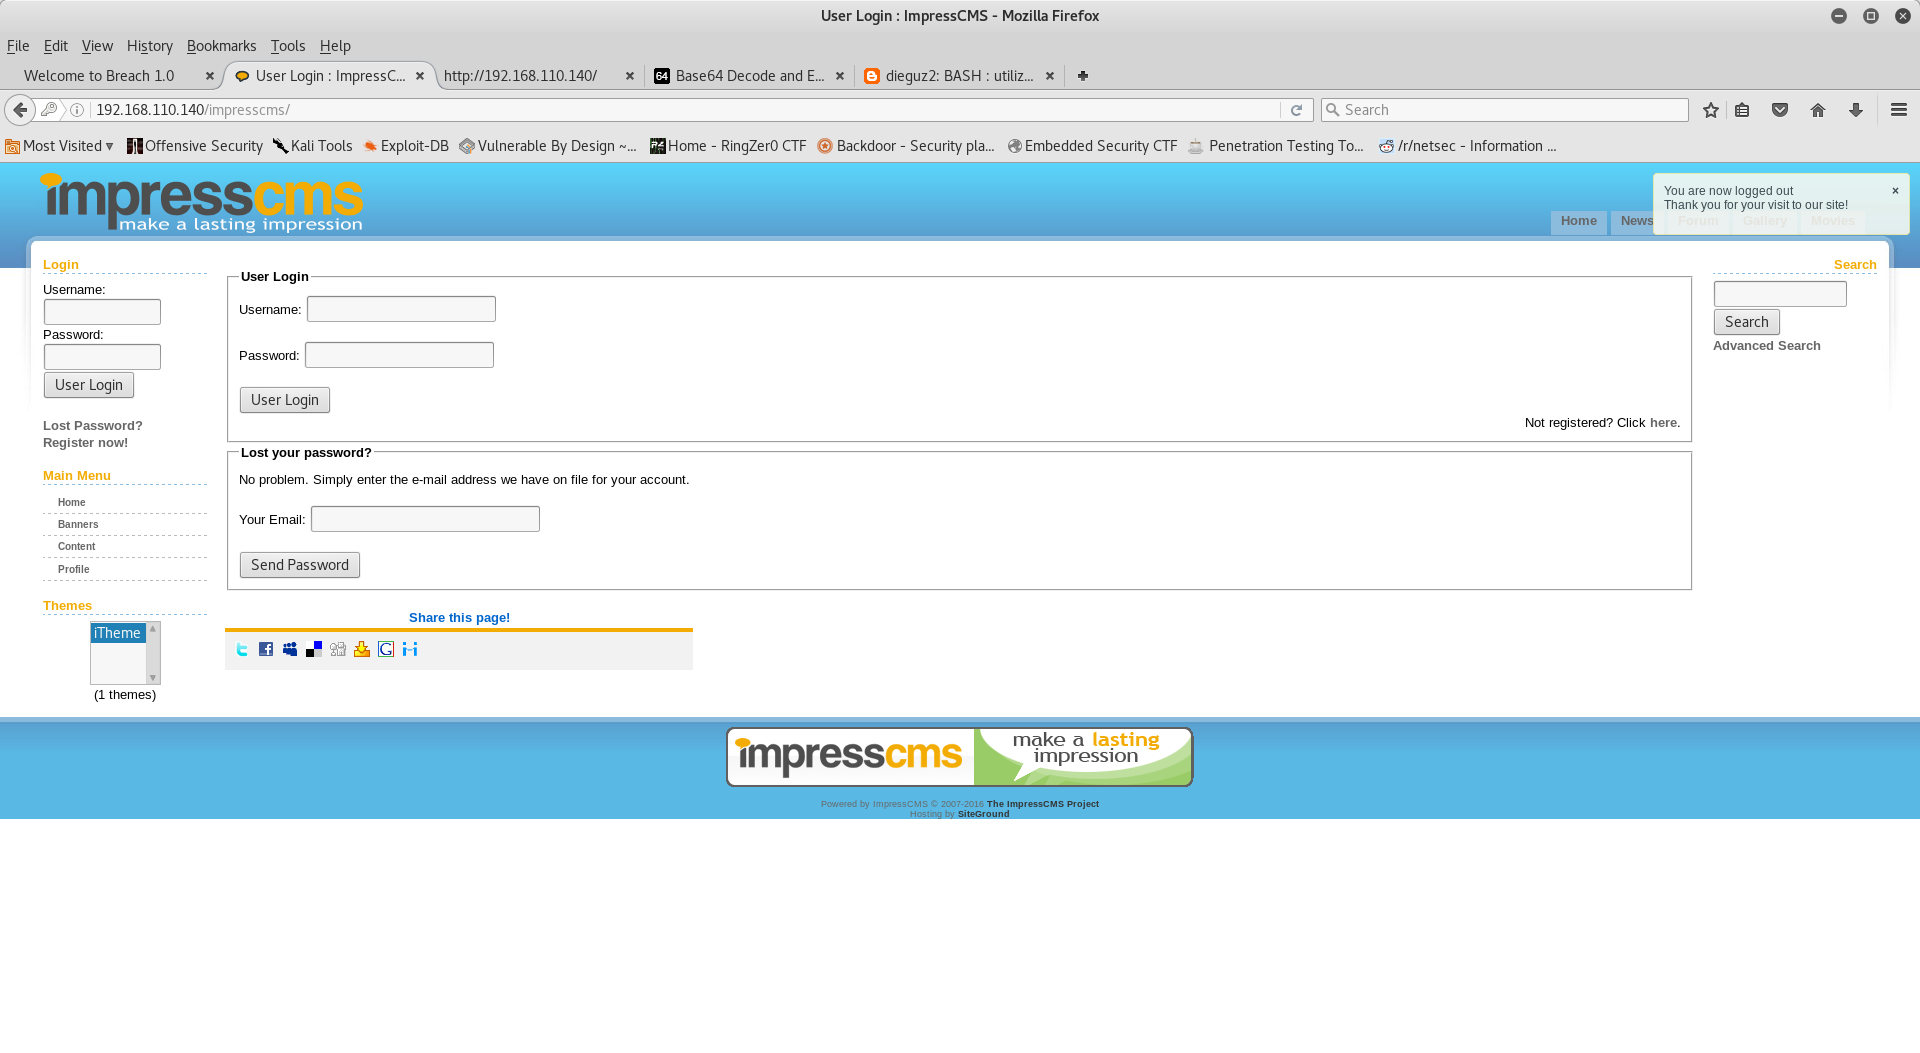 User Login : ImpressCMS - Mozilla Firefox
File Edit View History Bookmarks Tools Help
Welcome to Breach 1.0
User Login : ImpressC...
http://192.168.110.140/
64 Base64 Decode and E...
dieguz2: BASH : utiliz...
192.168.110.140/impresscms/
Search
Most Visited
Offensive Security
Kali Tools
Exploit-DB
Vulnerable By Design ~...
Home - RingZer0 CTF
Backdoor - Security pla...
Embedded Security CTF
Penetration Testing To...
/r/netsec - Information ...
impresscms
make a lasting impression
You are now logged out
Thank you for your visit to our site!
Home News Forum Gallery Movies
Login
Username:
Password:
User Login
Lost Password?
Register now!
Main Menu
Home
Banners
Content
Profile
Themes
iTheme
(1 themes)
User Login
Username:
Password:
User Login
Not registered? Click here.
Lost your password?
No problem. Simply enter the e-mail address we have on file for your account.
Your Email:
Send Password
Share this page!
Search
Search
Advanced Search
impresscms
make a lasting
impression
Powered by ImpressCMS © 2007-2016 The ImpressCMS Project
Hosting by SiteGround